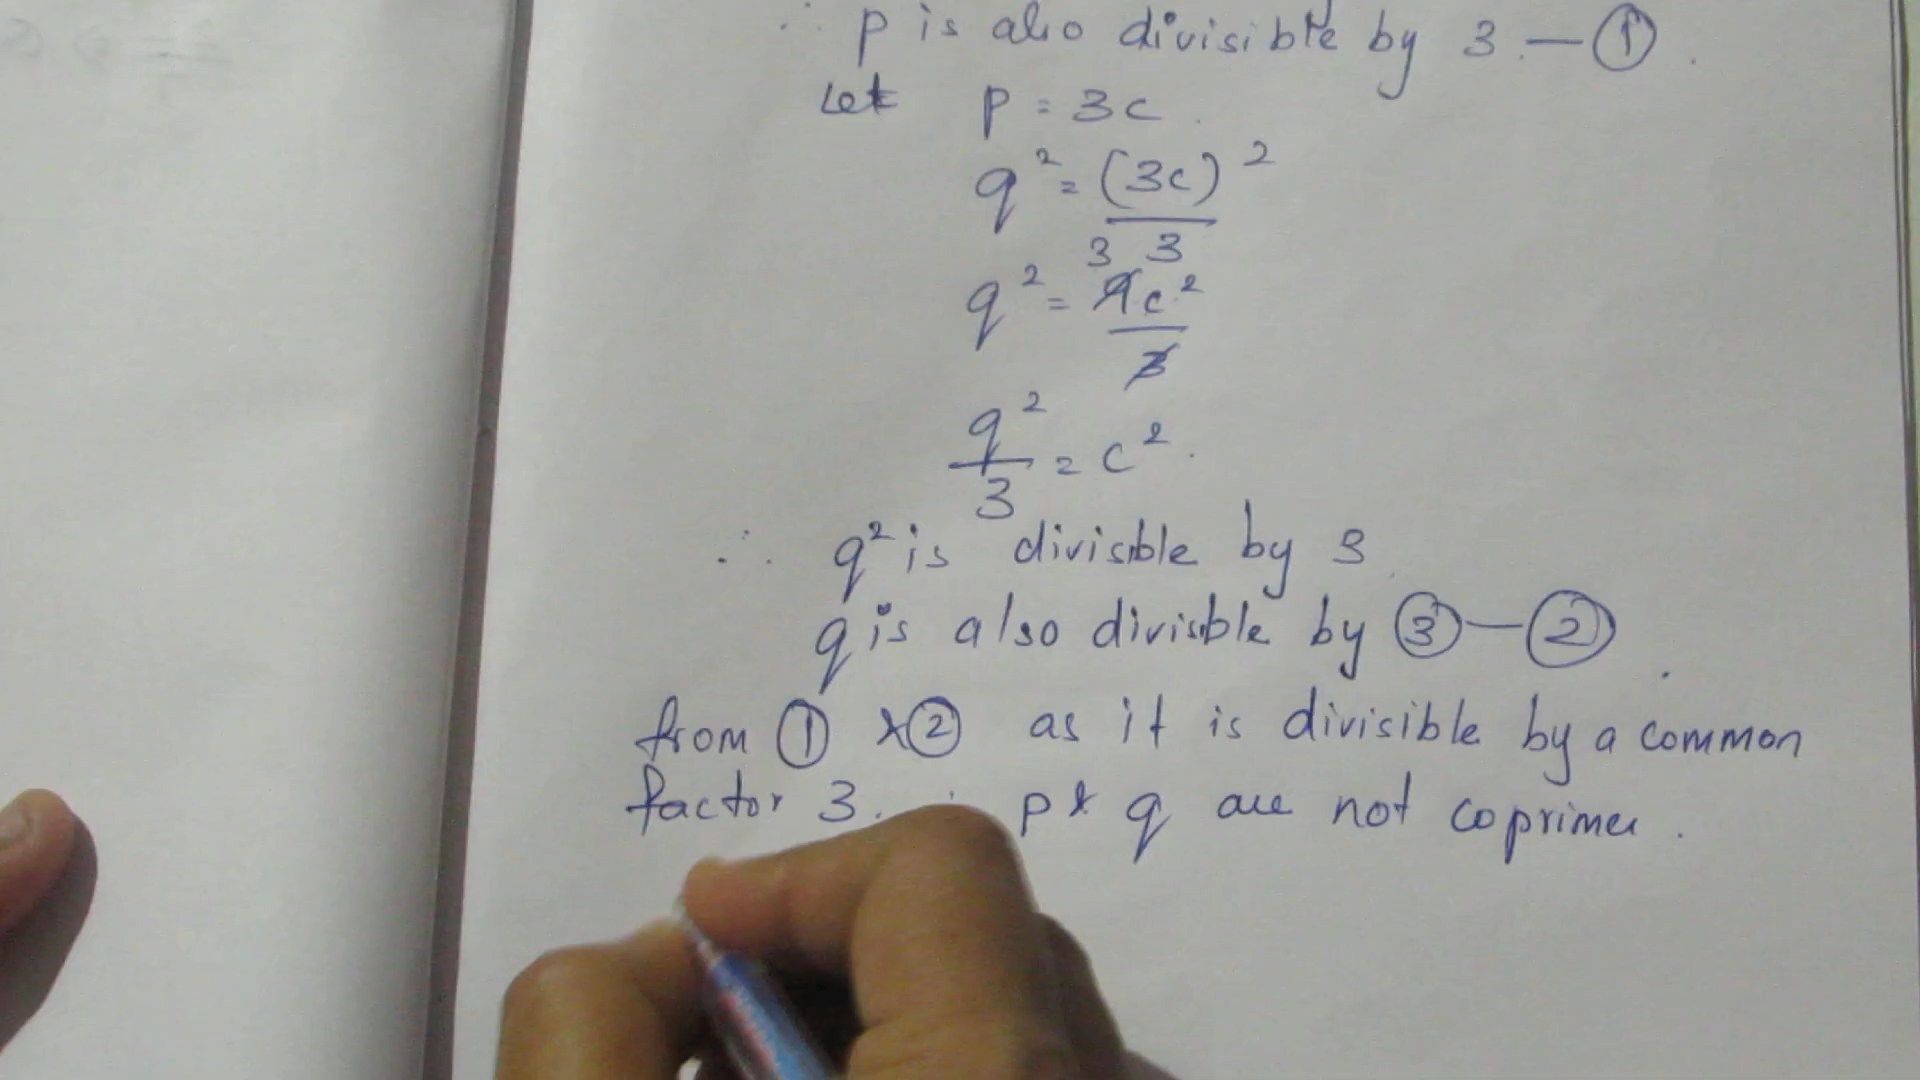 ∴ p is also divisible by 3 — ①.
Let p = 3c.
q² = (3c)²
3
q² = 3 9c²
3
q²/3 = c².
∴ q² is divisible by 3
q is also divisible by ③ — ②.
from ① & ② as it is divisible by a common
factor 3. p & q are not coprimes.